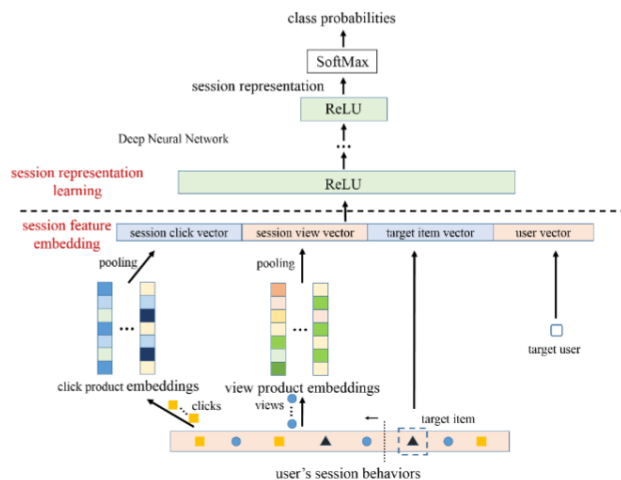 class probabilities
SoftMax
session representation
ReLU
Deep Neural Network
...
session representation
learning
ReLU
session feature
embedding
session click vector
session view vector
target item vector
user vector
pooling
pooling
...
...
target user
click product embeddings
view product embeddings
clicks
views
target item
user's session behaviors